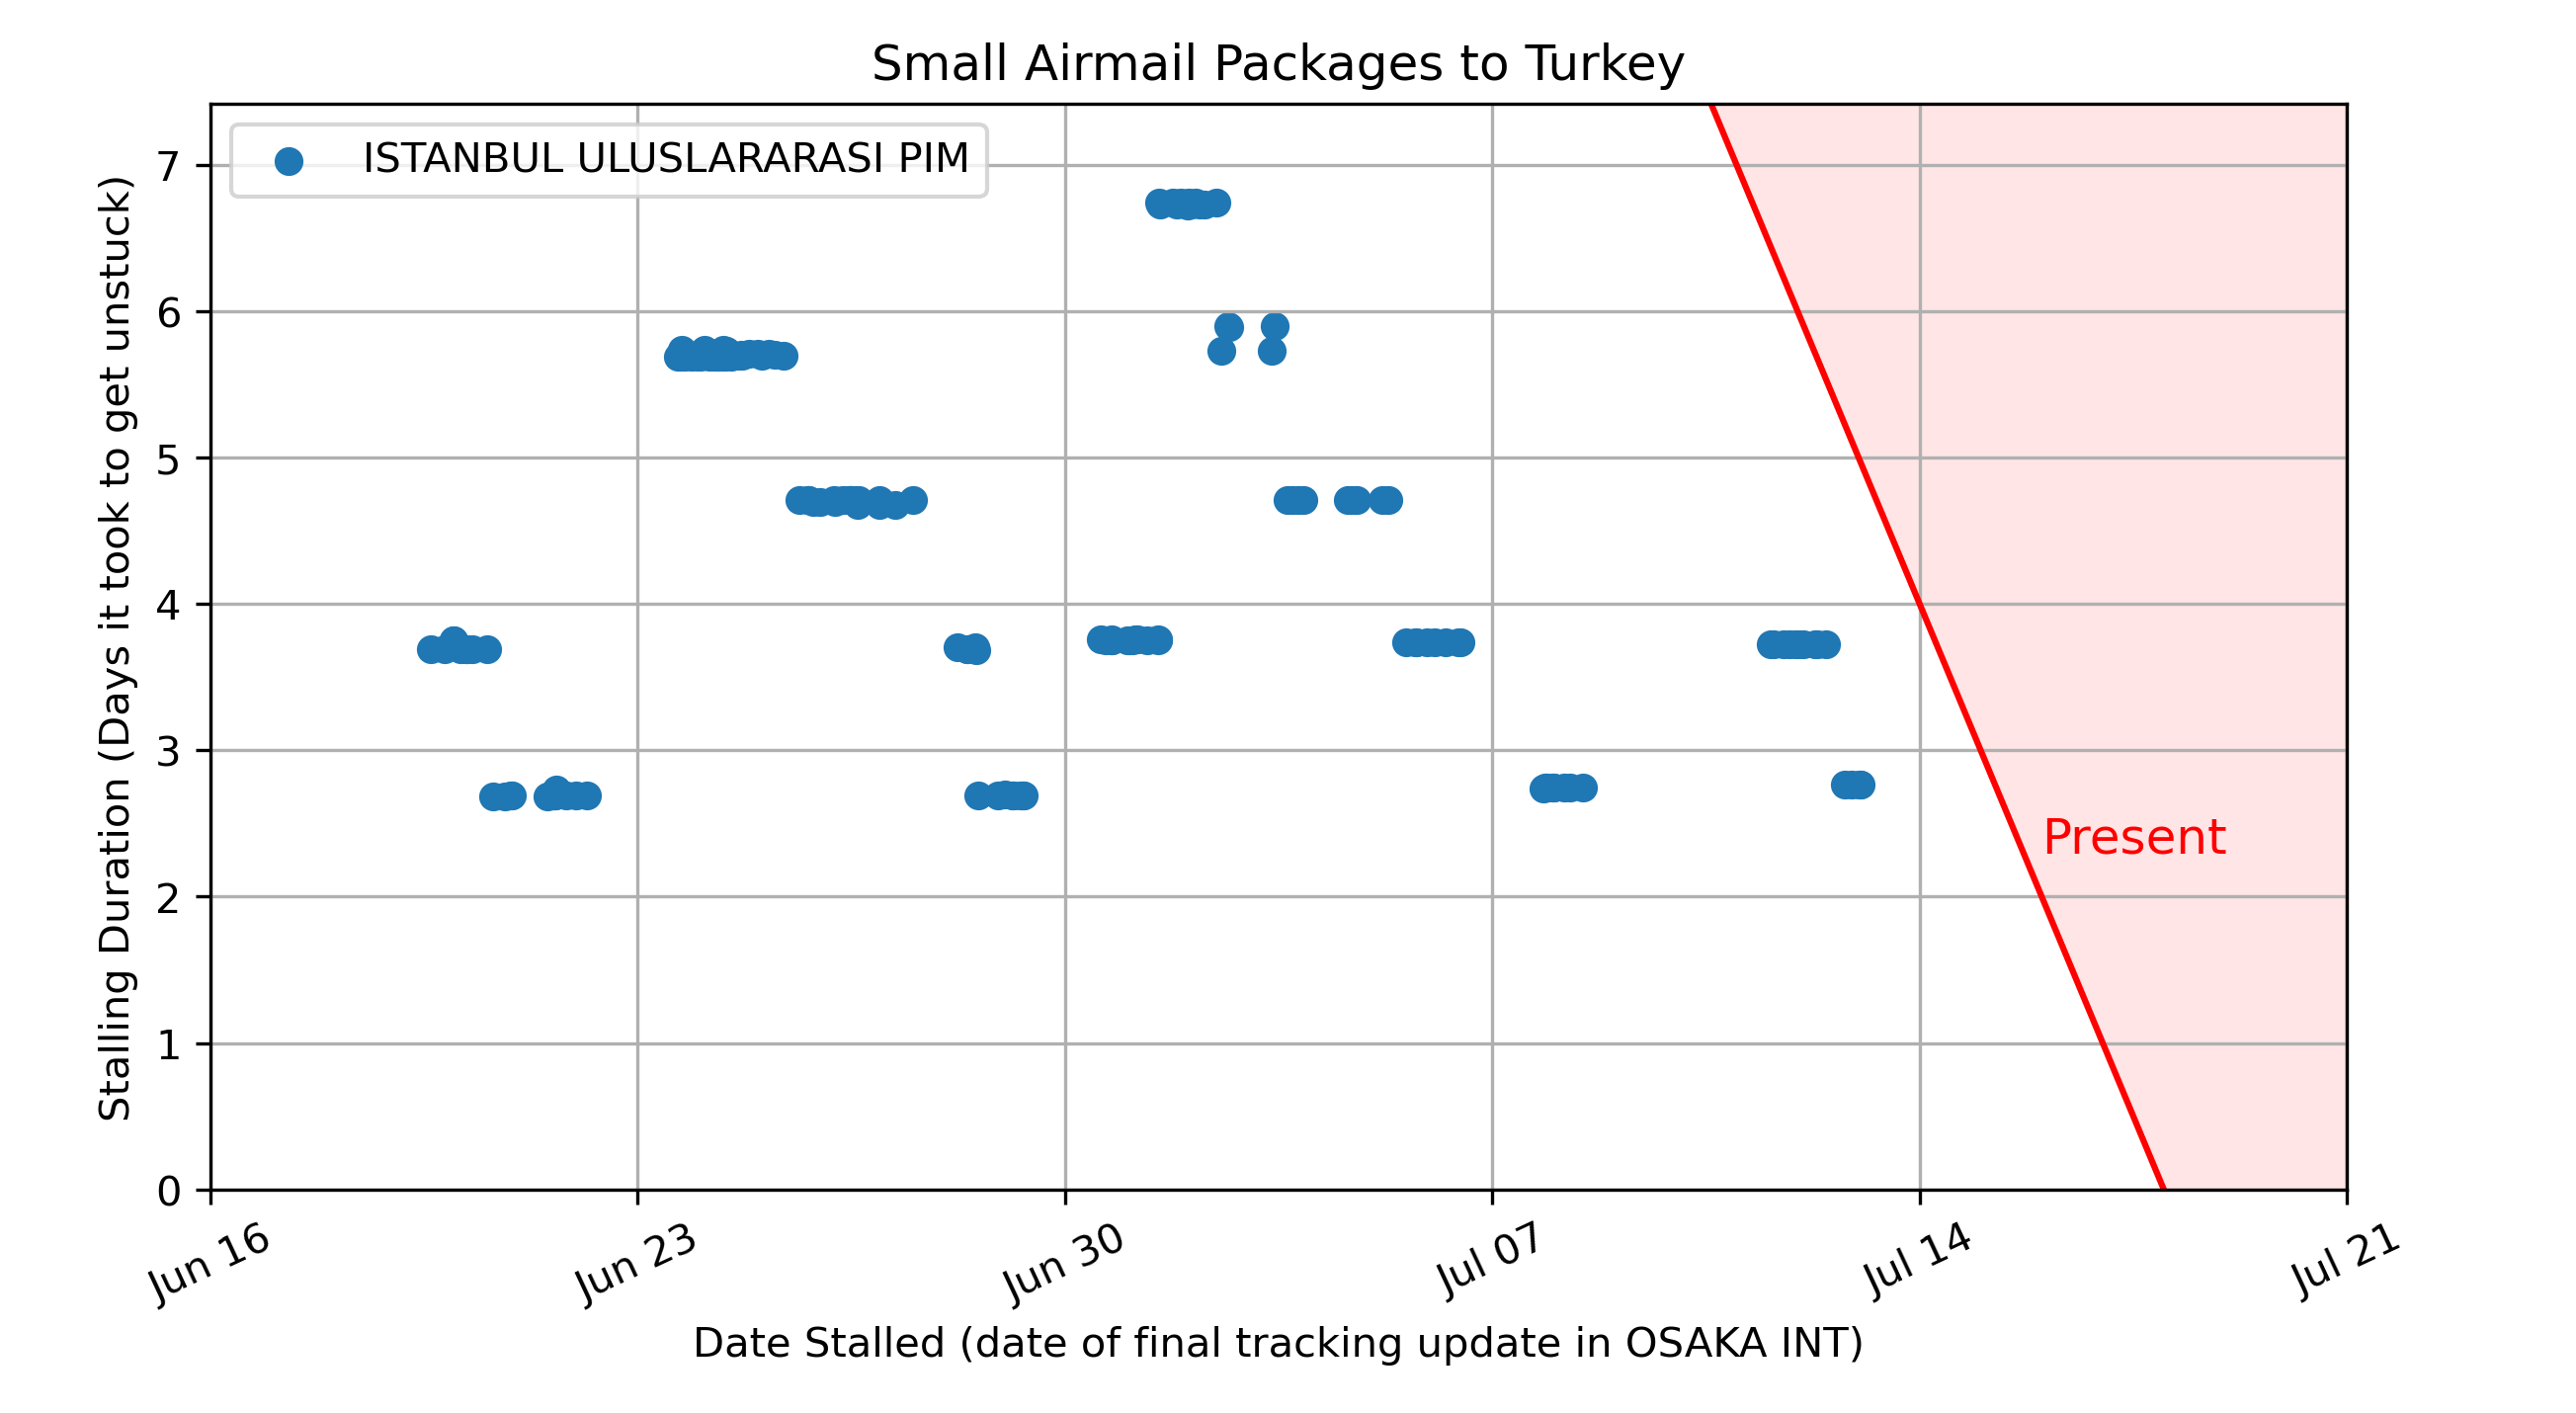 Small Airmail Packages to Turkey
ISTANBUL ULUSLARARASI PIM
Stalling Duration (Days it took to get unstuck)
7
6
5
4
3
2
1
0
Present
Jun 16
Jun 23
Jun 30
Jul 07
Jul 14
Jul 21
Date Stalled (date of final tracking update in OSAKA INT)